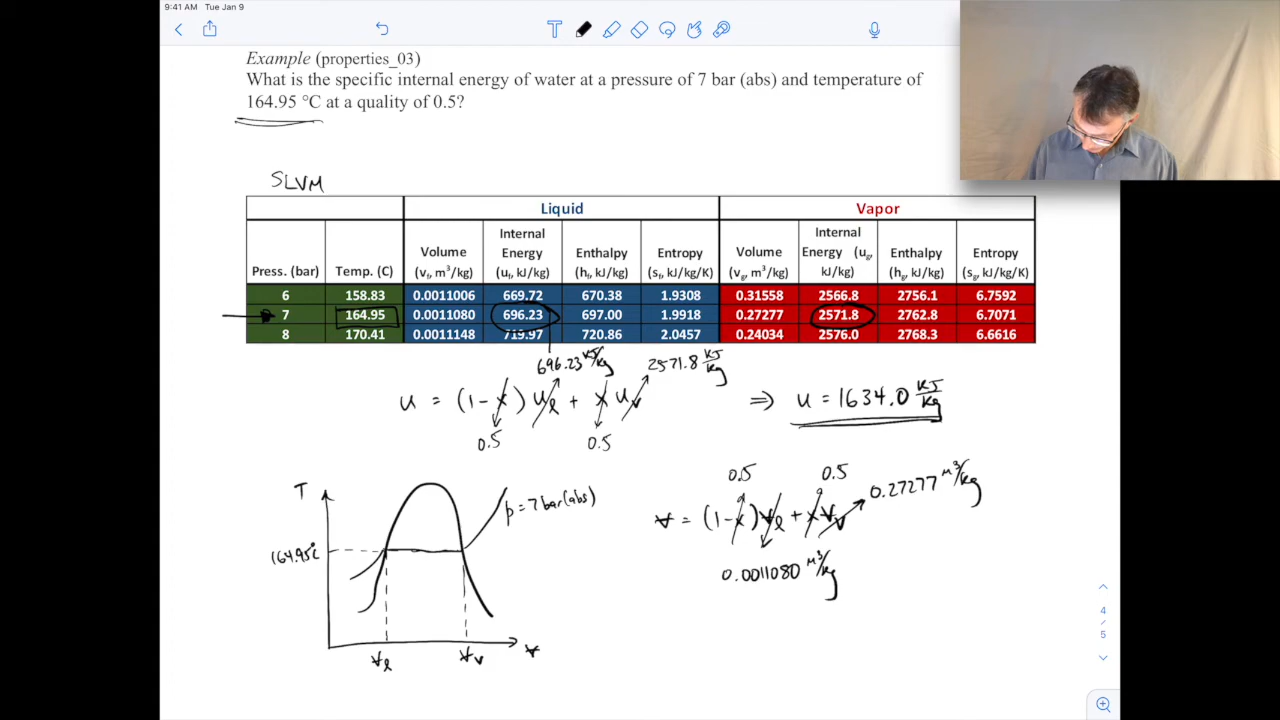 9:41 AM Tue Jan 9
Example (properties_03)
What is the specific internal energy of water at a pressure of 7 bar (abs) and temperature of
164.95 °C at a quality of 0.5?
SLVM
Liquid Vapor
Press. (bar) Temp. (C) Volume (vf, m³/kg) Internal Energy (uf, kJ/kg) Enthalpy (hf, kJ/kg) Entropy (sf, kJ/kg/K) Volume (vg, m³/kg) Internal Energy (ug, kJ/kg) Enthalpy (hg, kJ/kg) Entropy (sg, kJ/kg/K)
6 158.83 0.0011006 669.72 670.38 1.9308 0.31558 2566.8 2756.1 6.7592
7 164.95 0.0011080 696.23 697.00 1.9918 0.27277 2571.8 2762.8 6.7071
8 170.41 0.0011148 719.97 720.86 2.0457 0.24034 2576.0 2768.3 6.6616
696.23 kJ/kg 2571.8 kJ/kg
u = (1-x)u_l + x u_v ⇒ u = 1634.0 kJ/kg
0.5 0.5
0.5 0.5 0.27277 m³/kg
v = (1-x)v_l + x v_v
0.0011080 m³/kg
T
p = 7 bar (abs)
164.95°C
v_l v_v v
4
/
5